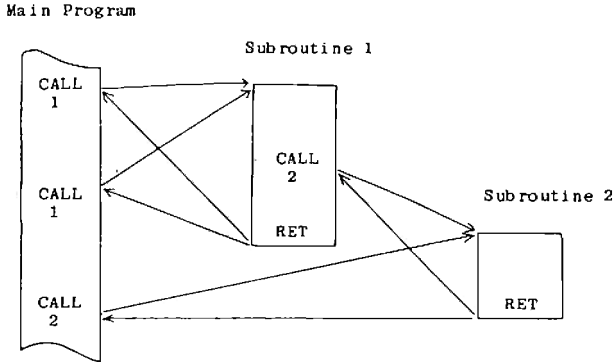 Main Program
Subroutine 1
CALL
1
CALL
2
CALL
1
Subroutine 2
RET
CALL
2
RET